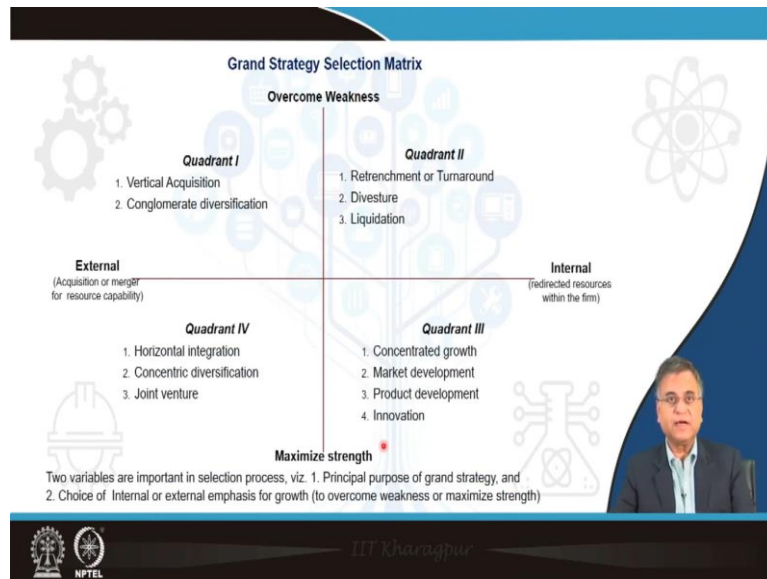 Grand Strategy Selection Matrix
Overcome Weakness
Quadrant I
1. Vertical Acquisition
2. Conglomerate diversification
Quadrant II
1. Retrenchment or Turnaround
2. Divesture
3. Liquidation
External
(Acquisition or merger
for resource capability)
Internal
(redirected resources
within the firm)
Quadrant IV
1. Horizontal integration
2. Concentric diversification
3. Joint venture
Quadrant III
1. Concentrated growth
2. Market development
3. Product development
4. Innovation
Maximize strength
Two variables are important in selection process, viz. 1. Principal purpose of grand strategy, and
2. Choice of Internal or external emphasis for growth (to overcome weakness or maximize strength)
IIT Kharagpur
NPTEL